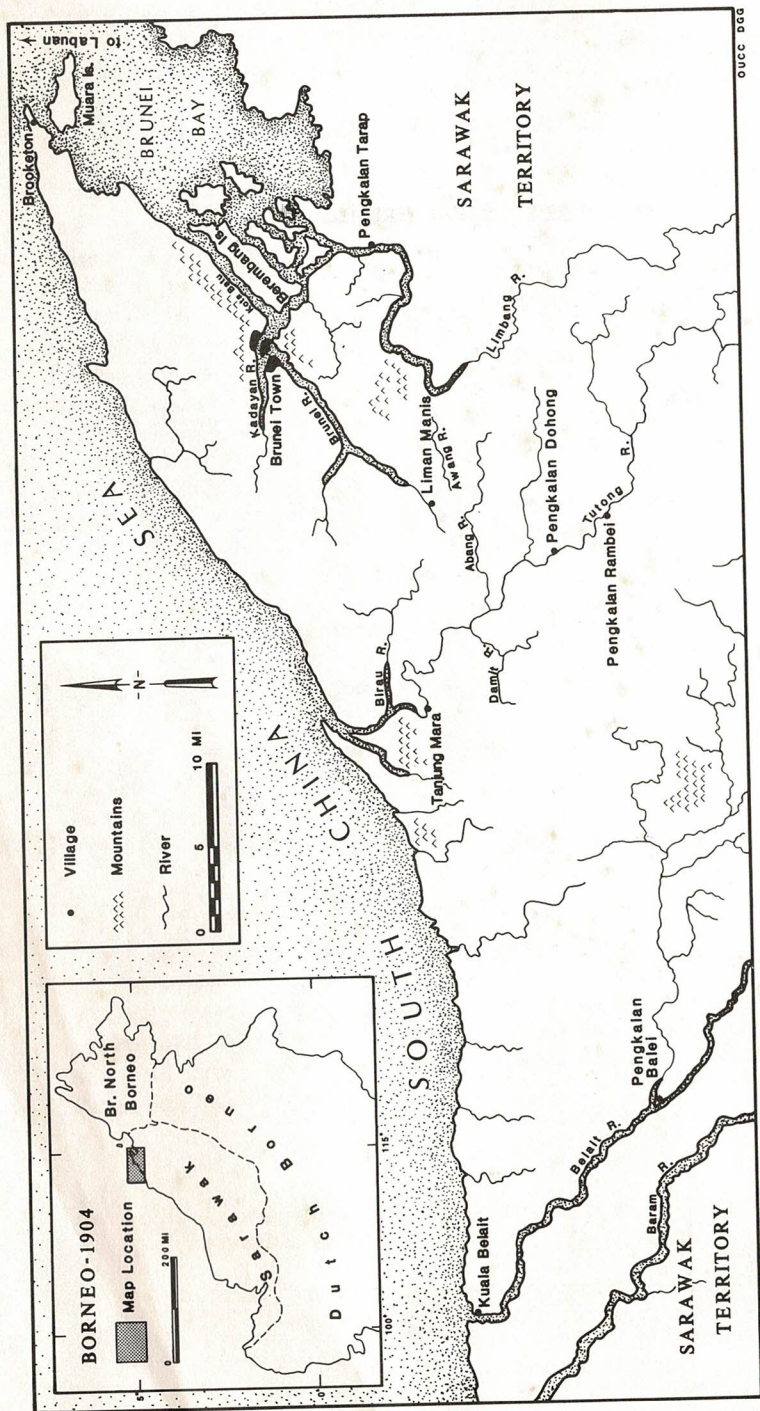 BORNEO-1904
Map Location
0 200 MI
Br. North
Borneo
Sarawak
Dutch Borneo
5°
0°
100°
115°
Village
Mountains
River
0 5 10 MI
-N-
SOUTH CHINA SEA
to Labuan
Brooketon
Muara Is.
BRUNEI
BAY
Berembang Is.
Kota Batu
Kadayan R.
Brunei Town
Brunei R.
Pengkalan Tarap
SARAWAK
TERRITORY
Limbang R.
Liman Manis
Awang R.
Abang R.
Pengkalan Dohong
Tutong R.
Pengkalan Rambei
Birau R.
Tanjung Mara
Damit R.
Kuala Belait
Belait R.
Pengkalan
Balei
Baram R.
SARAWAK
TERRITORY
OUCC DGG